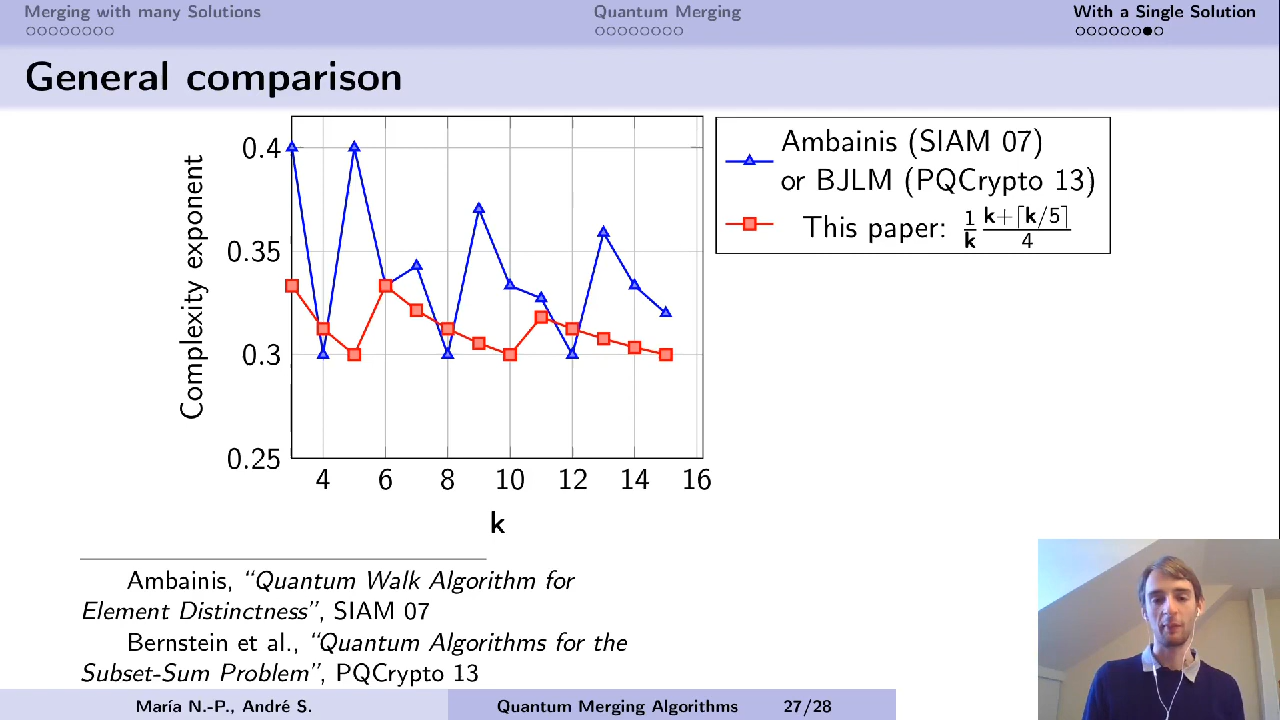 Merging with many Solutions
Quantum Merging
With a Single Solution
General comparison
0.4
0.35
0.3
0.25
Complexity exponent
4 6 8 10 12 14 16
k
Ambainis (SIAM 07)
or BJLM (PQCrypto 13)
This paper: 1/k k+⌈k/5⌉/4
Ambainis, “Quantum Walk Algorithm for
Element Distinctness”, SIAM 07
Bernstein et al., “Quantum Algorithms for the
Subset-Sum Problem”, PQCrypto 13
María N.-P., André S.
Quantum Merging Algorithms
27/28